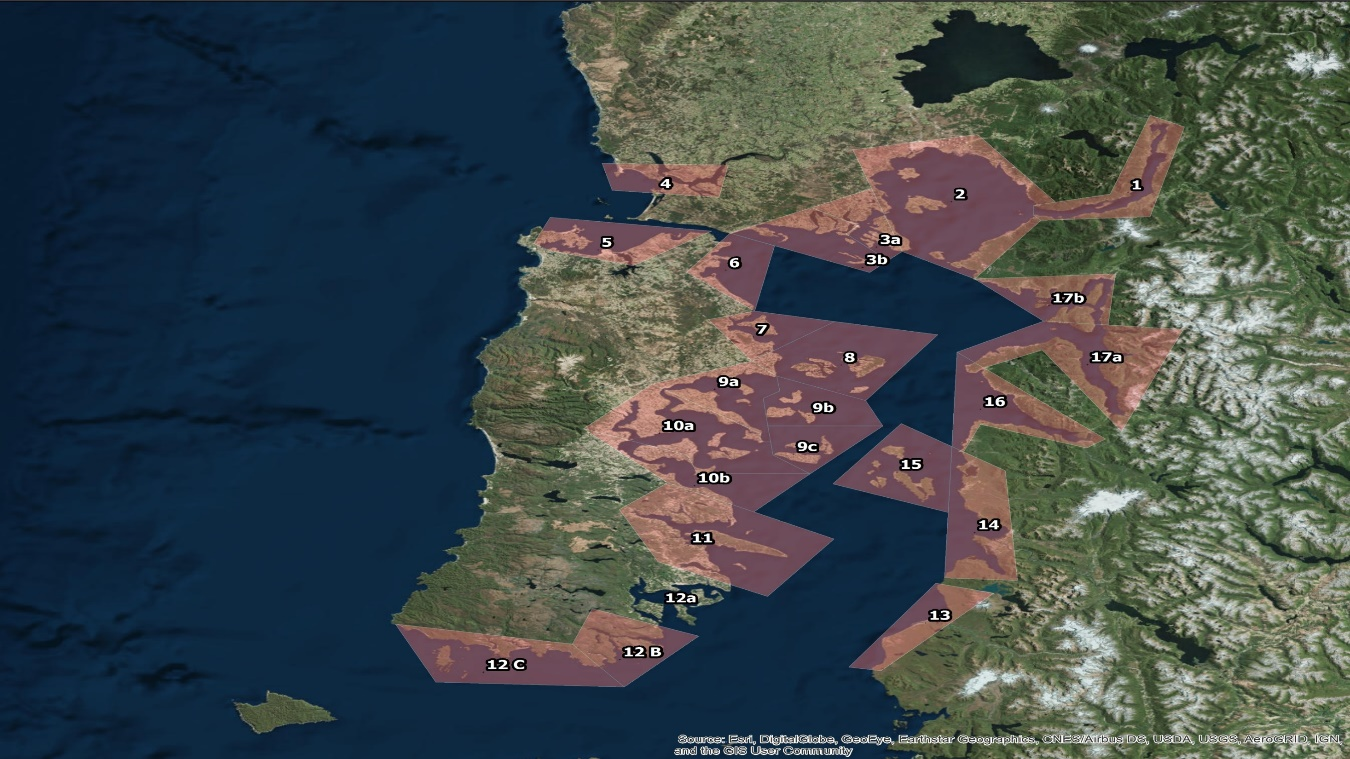 1
4
2
3a
5
3b
6
17b
7
8
17a
9a
16
9b
10a
9c
15
10b
14
11
12a
13
12 B
12 C
Source: Esri, DigitalGlobe, GeoEye, Earthstar Geographics, CNES/Airbus DS, USDA, USGS, AeroGRID, IGN,
and the GIS User Community